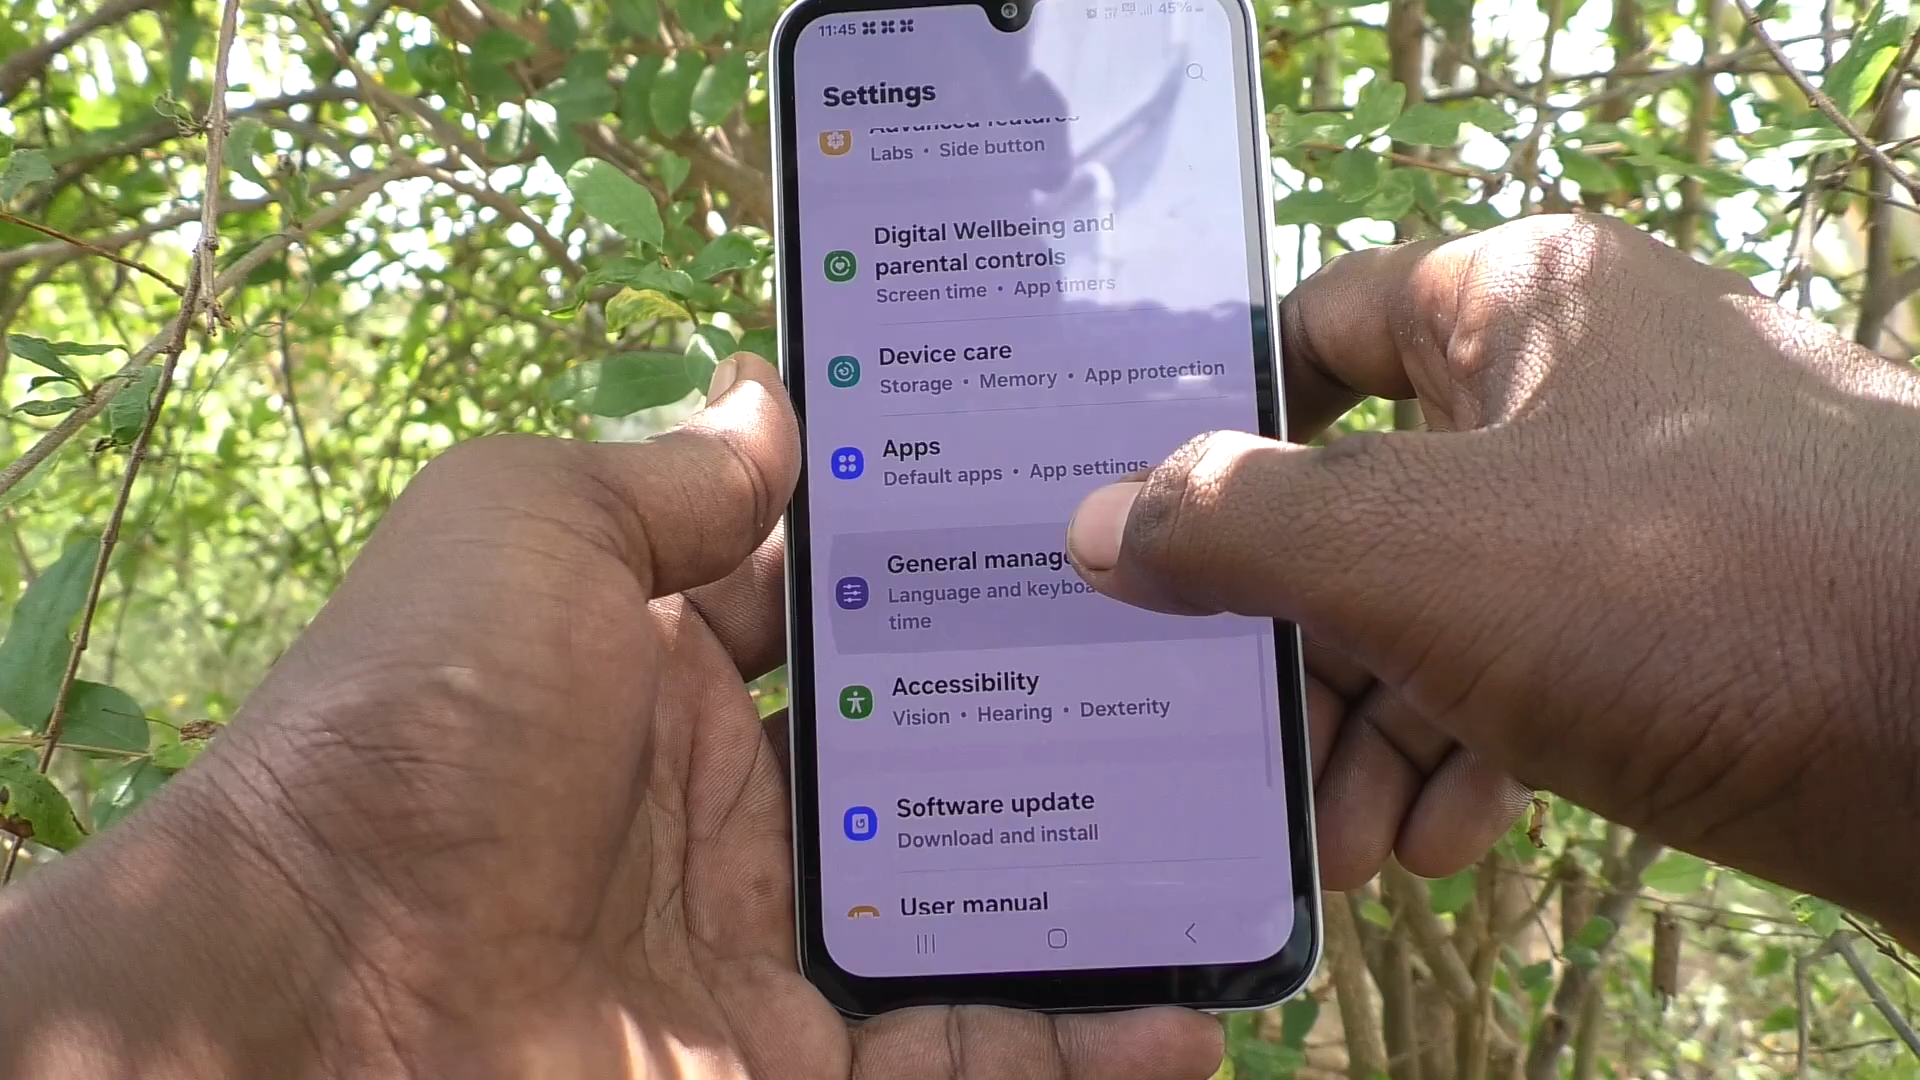 11:45
45%
Settings
Advanced features
Labs • Side button
Digital Wellbeing and
parental controls
Screen time • App timers
Device care
Storage • Memory • App protection
Apps
Default apps • App settings
General manage
Language and keyboa
time
Accessibility
Vision • Hearing • Dexterity
Software update
Download and install
User manual